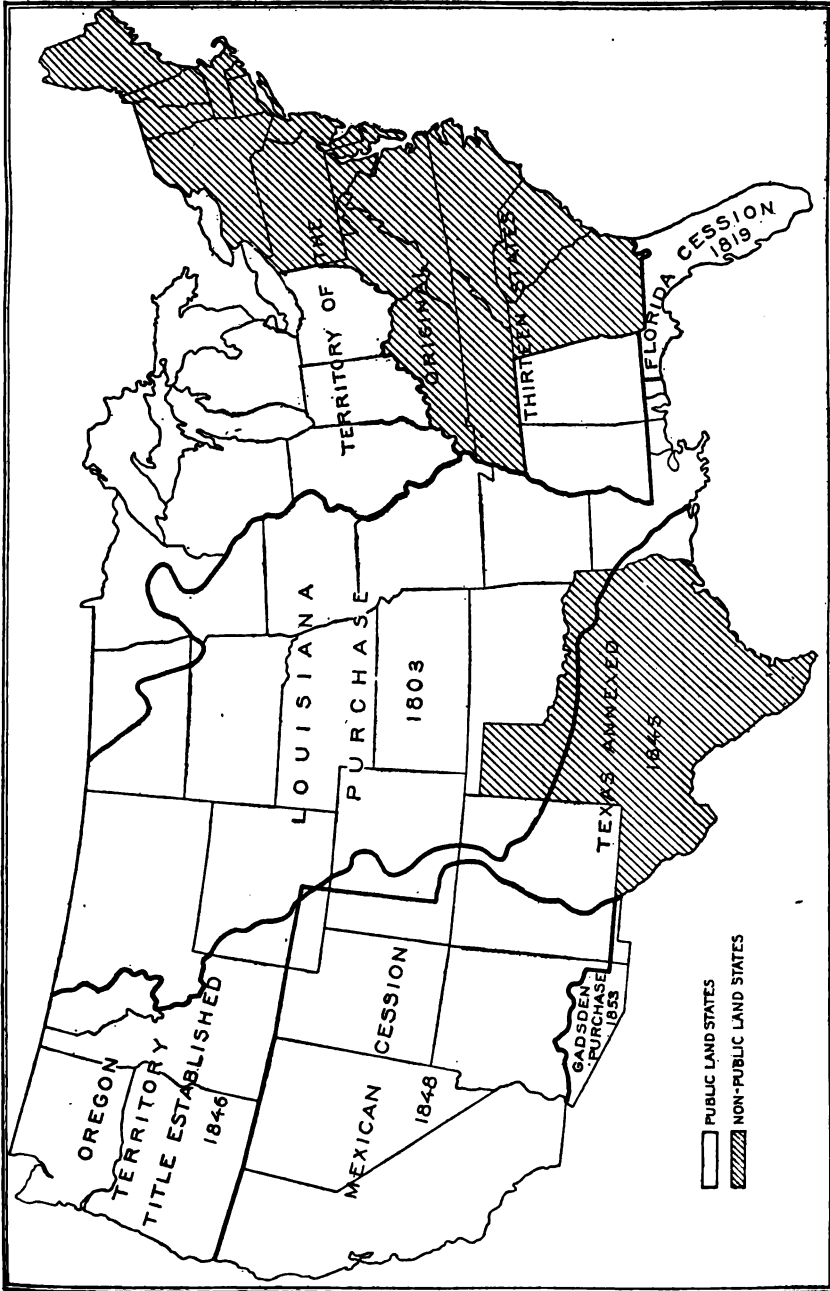 OREGON
TERRITORY
TITLE ESTABLISHED
1846
MEXICAN
CESSION
1848
GADSDEN
PURCHASE
1853
LOUISIANA
PURCHASE
1803
TEXAS ANNEXED
1845
TERRITORY OF THE
ORIGINAL
THIRTEEN STATES
FLORIDA CESSION
1819
PUBLIC LAND STATES
NON-PUBLIC LAND STATES